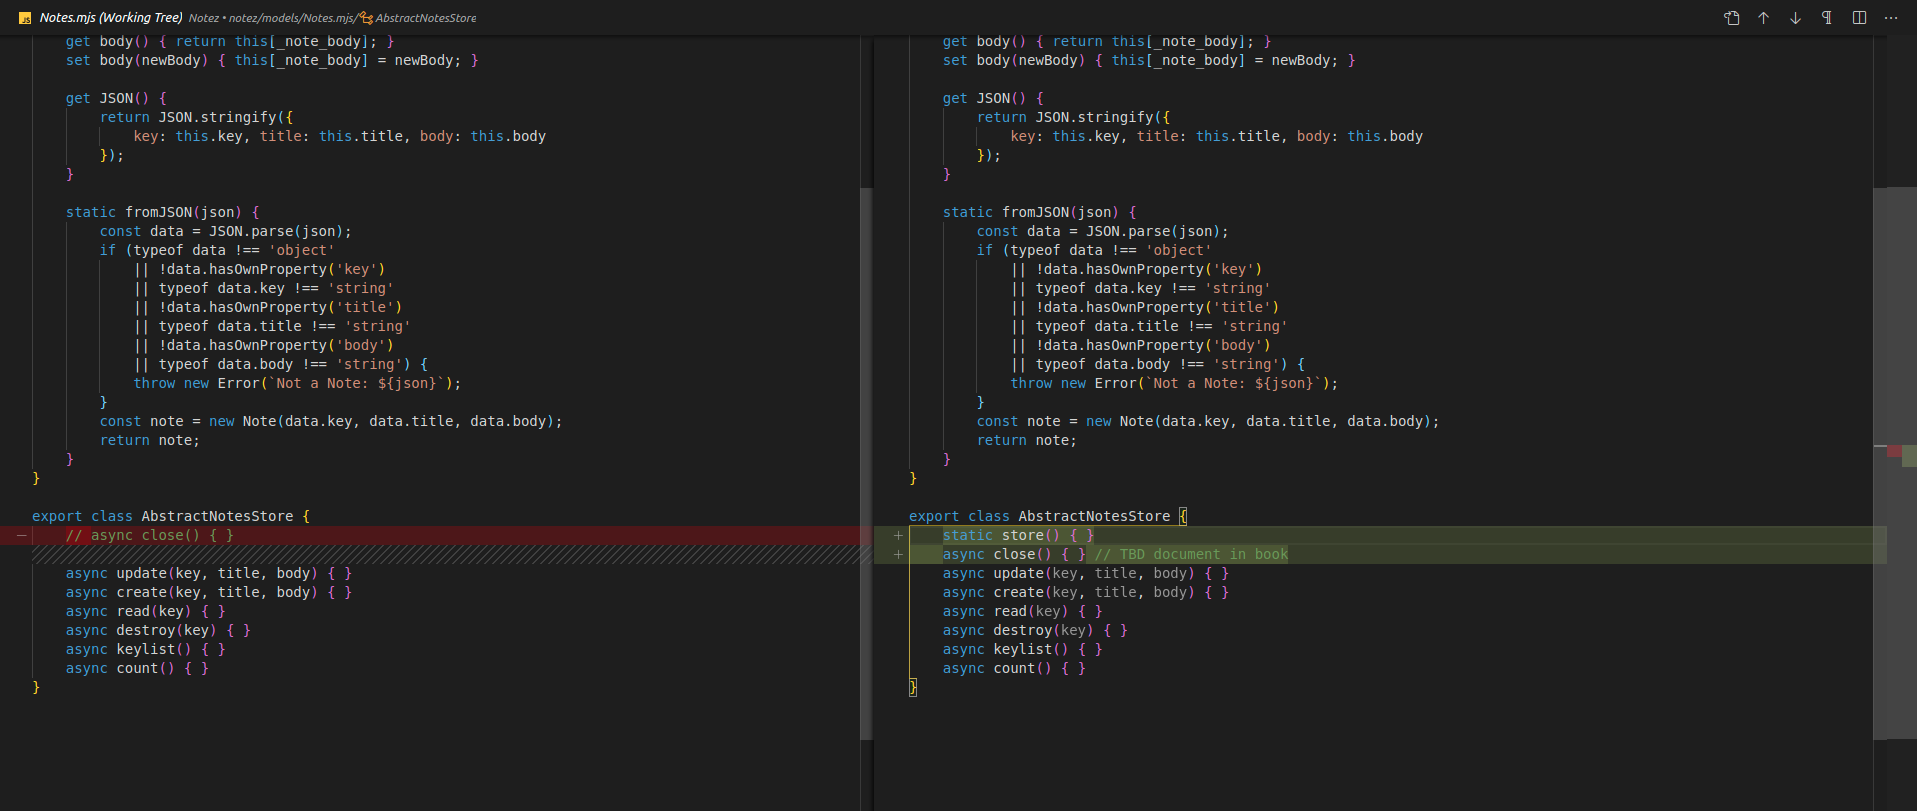 JS Notes.mjs (Working Tree) Notez • notez/models/Notes.mjs/ AbstractNotesStore
get body() { return this[_note_body]; }
set body(newBody) { this[_note_body] = newBody; }
get JSON() {
return JSON.stringify({
key: this.key, title: this.title, body: this.body
});
}
static fromJSON(json) {
const data = JSON.parse(json);
if (typeof data !== 'object'
|| !data.hasOwnProperty('key')
|| typeof data.key !== 'string'
|| !data.hasOwnProperty('title')
|| typeof data.title !== 'string'
|| !data.hasOwnProperty('body')
|| typeof data.body !== 'string') {
throw new Error(`Not a Note: ${json}`);
}
const note = new Note(data.key, data.title, data.body);
return note;
}
}
export class AbstractNotesStore {
— // async close() { }
async update(key, title, body) { }
async create(key, title, body) { }
async read(key) { }
async destroy(key) { }
async keylist() { }
async count() { }
}
get body() { return this[_note_body]; }
set body(newBody) { this[_note_body] = newBody; }
get JSON() {
return JSON.stringify({
key: this.key, title: this.title, body: this.body
});
}
static fromJSON(json) {
const data = JSON.parse(json);
if (typeof data !== 'object'
|| !data.hasOwnProperty('key')
|| typeof data.key !== 'string'
|| !data.hasOwnProperty('title')
|| typeof data.title !== 'string'
|| !data.hasOwnProperty('body')
|| typeof data.body !== 'string') {
throw new Error(`Not a Note: ${json}`);
}
const note = new Note(data.key, data.title, data.body);
return note;
}
}
export class AbstractNotesStore {
+ static store() { }
+ async close() { } // TBD document in book
async update(key, title, body) { }
async create(key, title, body) { }
async read(key) { }
async destroy(key) { }
async keylist() { }
async count() { }
}